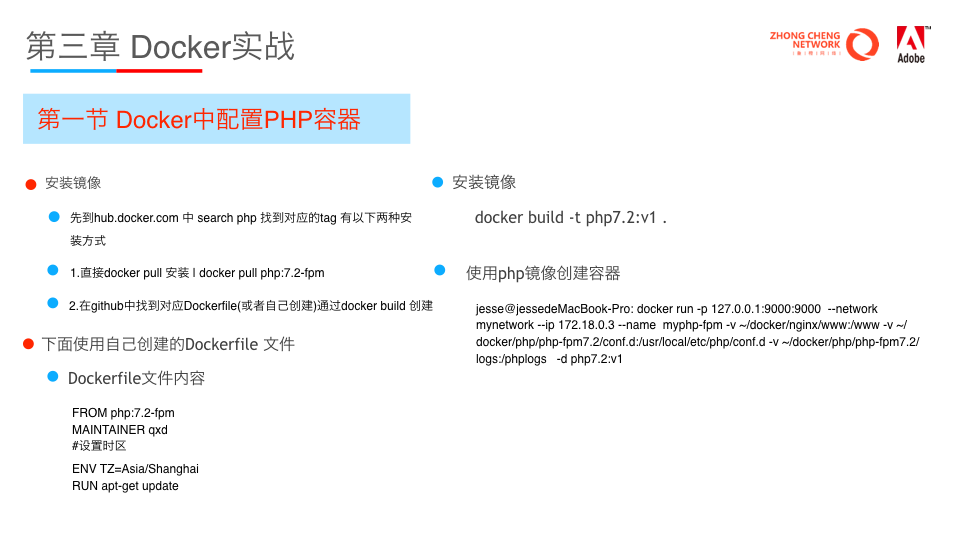 第三章 Docker实战
ZHONG CHENG
NETWORK
Adobe
第一节 Docker中配置PHP容器
安装镜像
先到hub.docker.com 中 search php 找到对应的tag 有以下两种安
装方式
1.直接docker pull 安装 | docker pull php:7.2-fpm
2.在github中找到对应Dockerfile(或者自己创建)通过docker build 创建
下面使用自己创建的Dockerfile 文件
Dockerfile文件内容
FROM php:7.2-fpm
MAINTAINER qxd
#设置时区
ENV TZ=Asia/Shanghai
RUN apt-get update
安装镜像
docker build -t php7.2:v1 .
使用php镜像创建容器
jesse@jessedeMacBook-Pro: docker run -p 127.0.0.1:9000:9000  --network
mynetwork --ip 172.18.0.3 --name  myphp-fpm -v ~/docker/nginx/www:/www -v ~/
docker/php/php-fpm7.2/conf.d:/usr/local/etc/php/conf.d -v ~/docker/php/php-fpm7.2/
logs:/phplogs   -d php7.2:v1